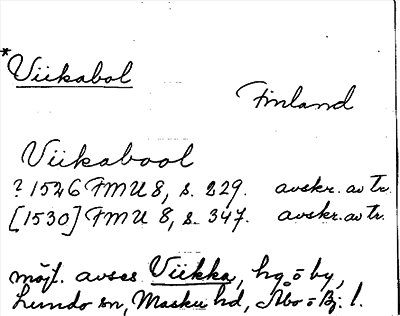 *Viikabol
Finland
Viikabool
? 1526 FMU 8, s. 229. avskr. av tr.
[1530] FMU 8, s. 347. avskr. av tr.
möjl. avses Viikka, hg o by,
Lundo sn, Masku hd, Åbo o Bj. l.